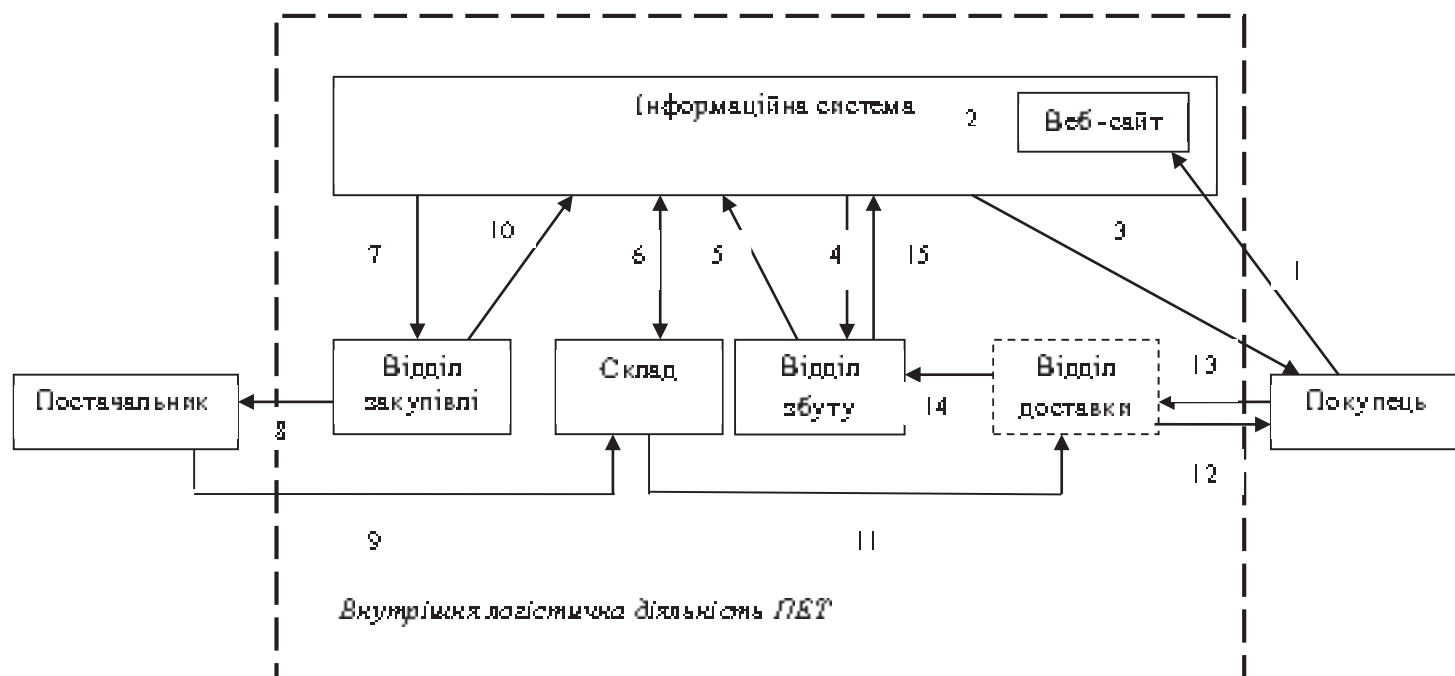 Інформаційна система
2
Веб-сайт
7
10
6
5
4
15
3
1
Постачальник
8
Відділ
закупівлі
Склад
Відділ
збуту
14
Відділ
доставки
13
12
Покупець
9
11
Внутрішня логістична діяльність ПЕТ